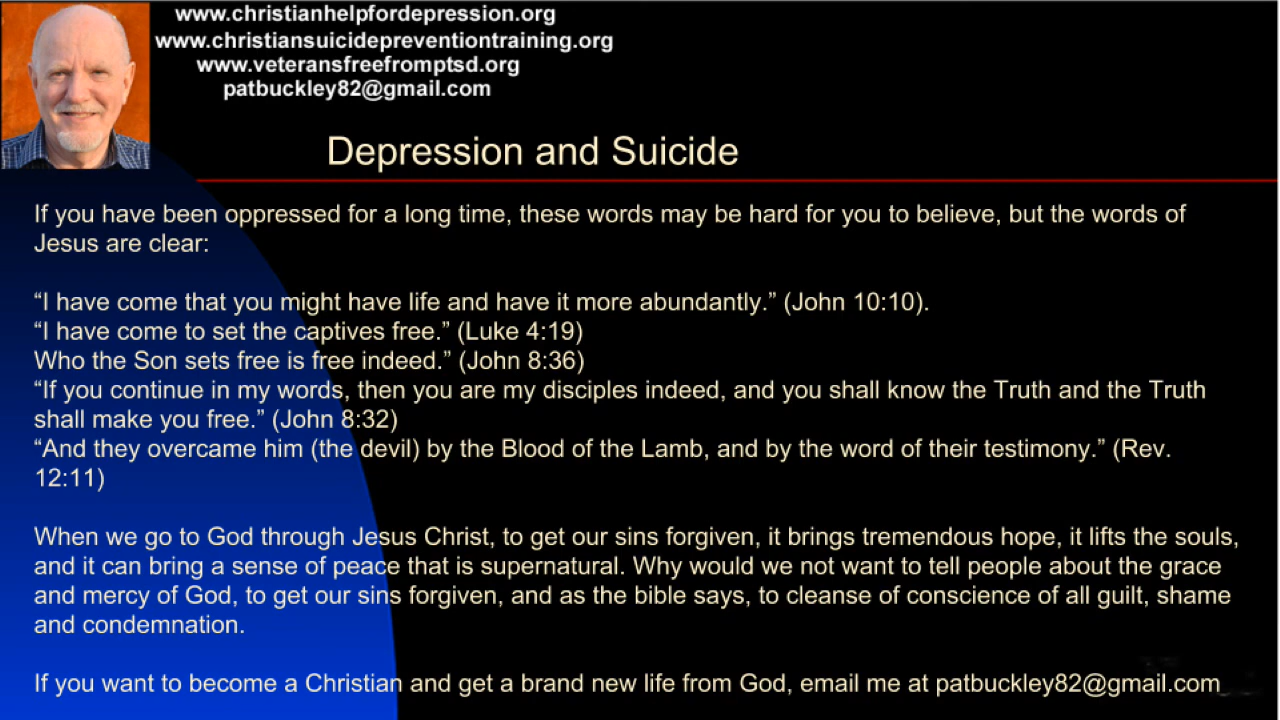 www.christianhelpfordepression.org
www.christiansuicidepreventiontraining.org
www.veteransfreefromptsd.org
patbuckley82@gmail.com
Depression and Suicide
If you have been oppressed for a long time, these words may be hard for you to believe, but the words of
Jesus are clear:
“I have come that you might have life and have it more abundantly.” (John 10:10).
“I have come to set the captives free.” (Luke 4:19)
Who the Son sets free is free indeed.” (John 8:36)
“If you continue in my words, then you are my disciples indeed, and you shall know the Truth and the Truth
shall make you free.” (John 8:32)
“And they overcame him (the devil) by the Blood of the Lamb, and by the word of their testimony.” (Rev.
12:11)
When we go to God through Jesus Christ, to get our sins forgiven, it brings tremendous hope, it lifts the souls,
and it can bring a sense of peace that is supernatural. Why would we not want to tell people about the grace
and mercy of God, to get our sins forgiven, and as the bible says, to cleanse of conscience of all guilt, shame
and condemnation.
If you want to become a Christian and get a brand new life from God, email me at patbuckley82@gmail.com